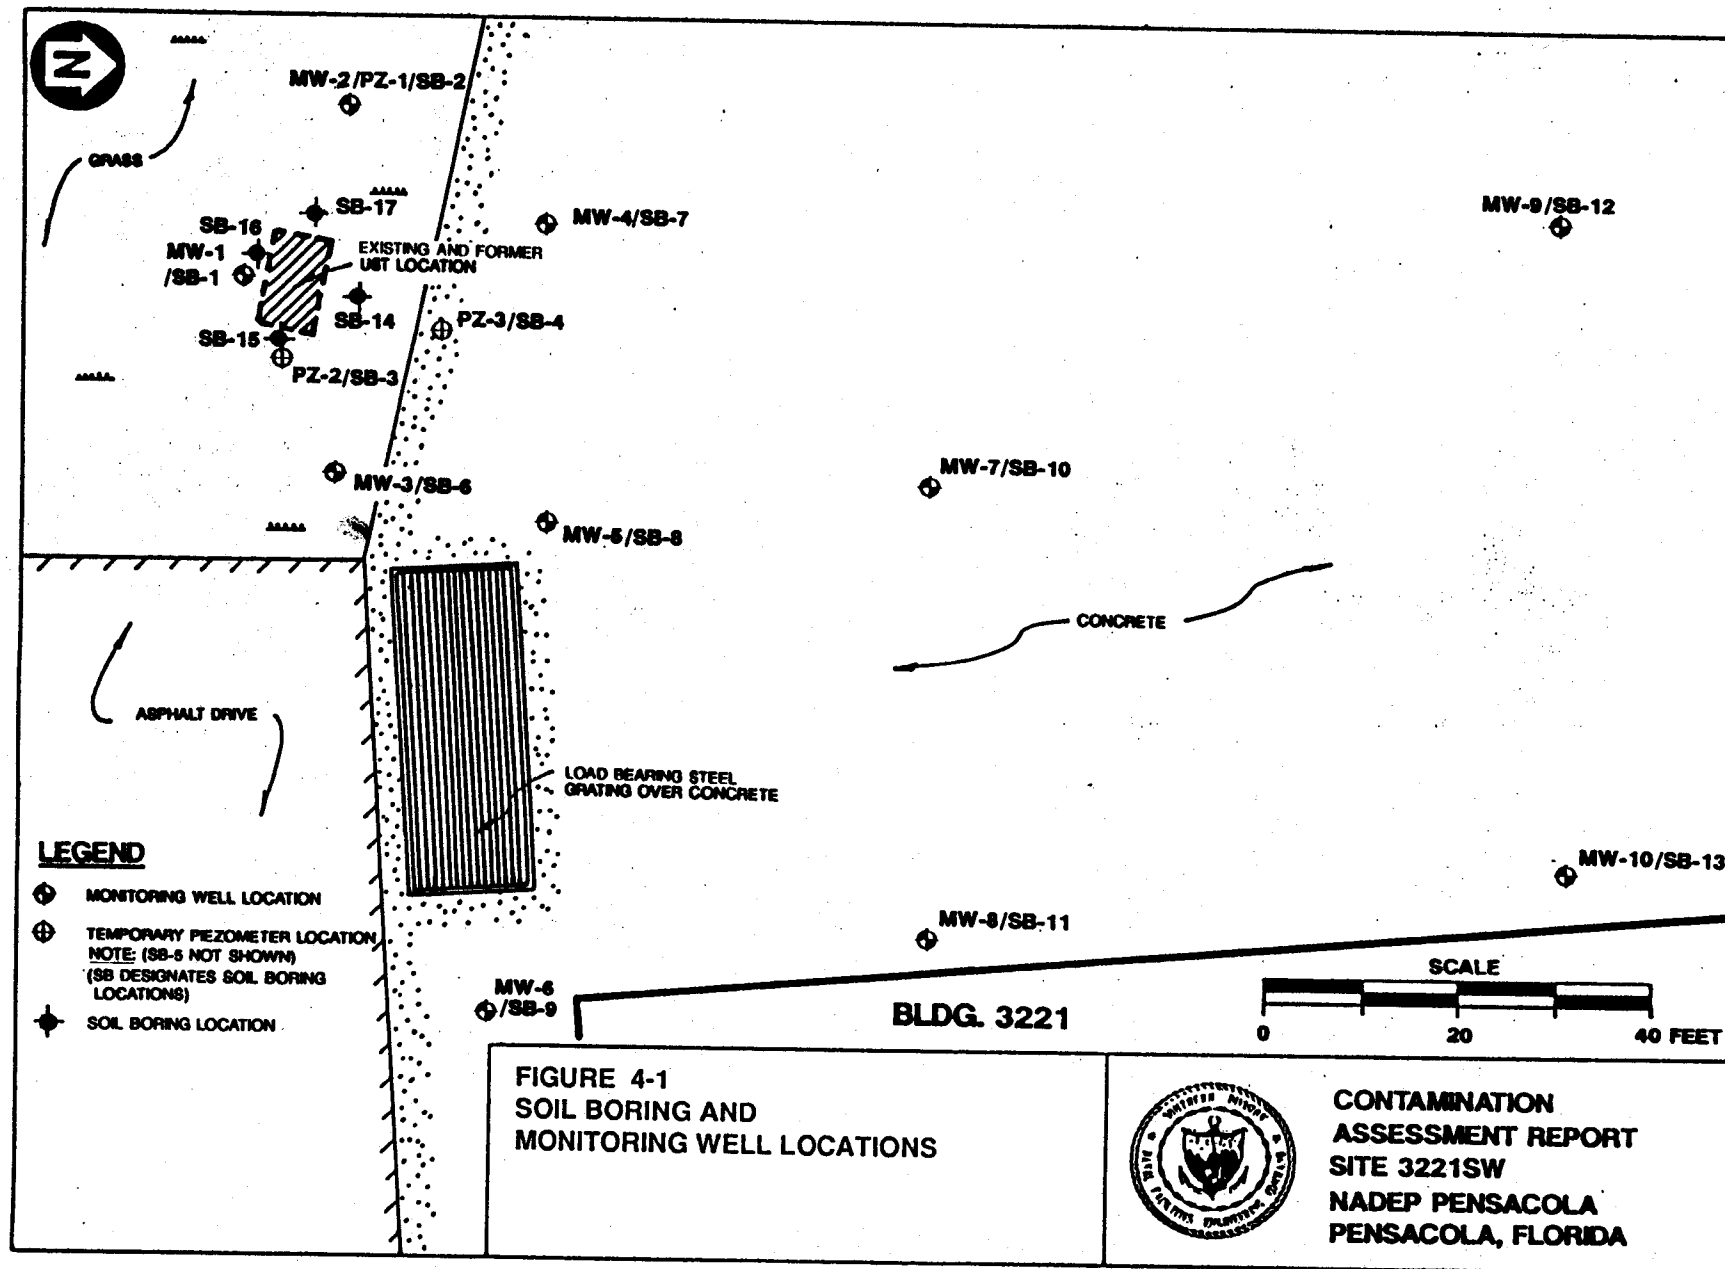 N
MW-2/PZ-1/SB-2
GRASS
SB-17
SB-16
MW-1
/SB-1
EXISTING AND FORMER
UST LOCATION
MW-4/SB-7
MW-9/SB-12
SB-14
PZ-3/SB-4
SB-15
PZ-2/SB-3
MW-3/SB-6
MW-7/SB-10
MW-5/SB-8
CONCRETE
ASPHALT DRIVE
LOAD BEARING STEEL
GRATING OVER CONCRETE
LEGEND
MONITORING WELL LOCATION
TEMPORARY PIEZOMETER LOCATION
NOTE: (SB-5 NOT SHOWN)
(SB DESIGNATES SOIL BORING
LOCATIONS)
SOIL BORING LOCATION
MW-10/SB-13
MW-8/SB-11
MW-6
/SB-9
BLDG. 3221
SCALE
0 20 40 FEET
FIGURE 4-1
SOIL BORING AND
MONITORING WELL LOCATIONS
CONTAMINATION
ASSESSMENT REPORT
SITE 3221SW
NADEP PENSACOLA
PENSACOLA, FLORIDA